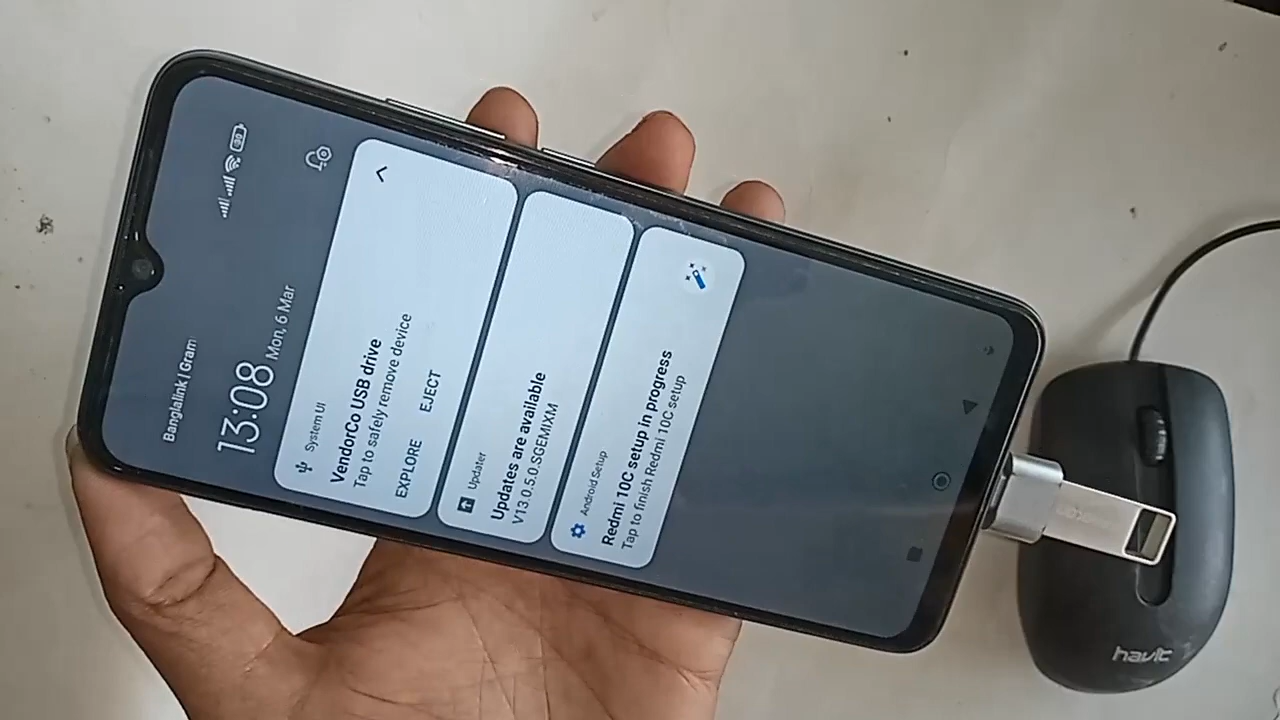 Banglalink | Gram
80
13:08 Mon, 6 Mar
System UI
VendorCo USB drive
Tap to safely remove device
EXPLORE EJECT
Updater
Updates are available
V13.0.5.0.SGEMIXM
Android Setup
Redmi 10C setup in progress
Tap to finish Redmi 10C setup
havit